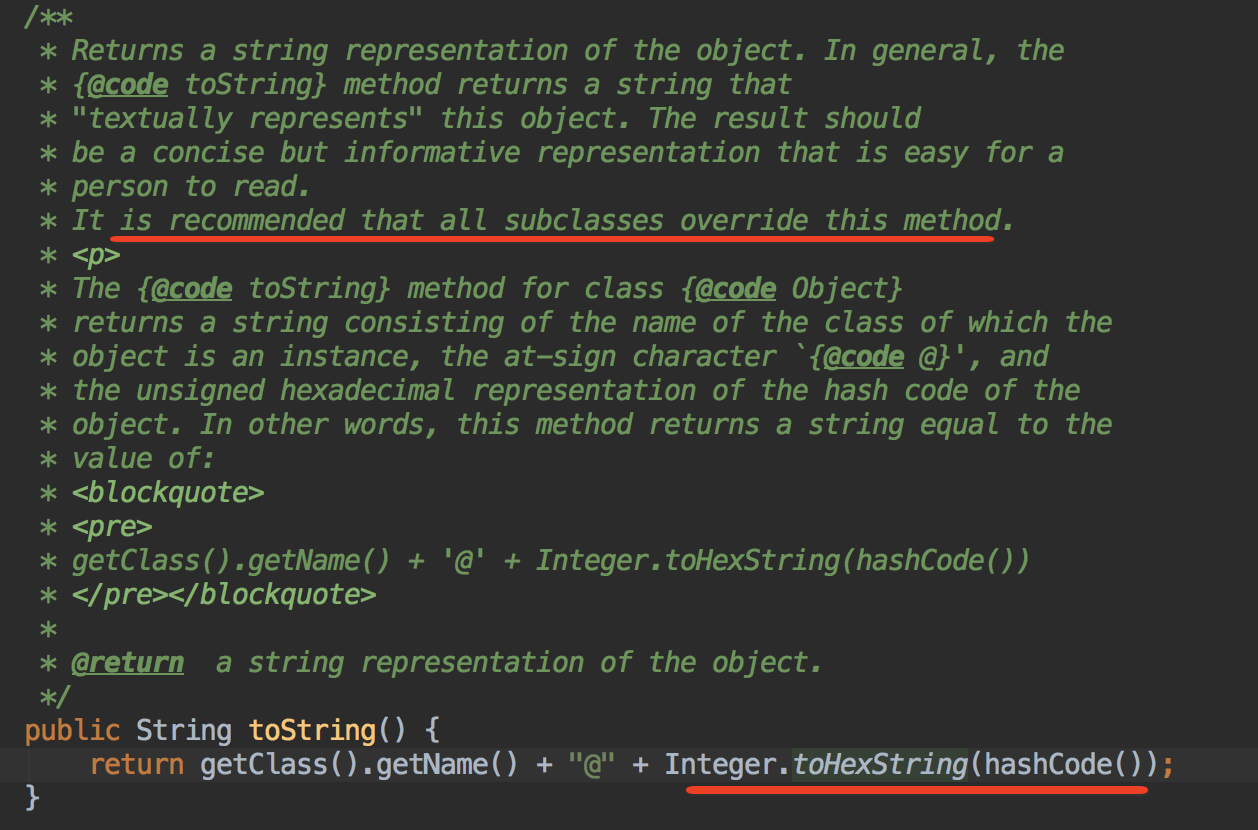 /**
* Returns a string representation of the object. In general, the
* {@code toString} method returns a string that
* "textually represents" this object. The result should
* be a concise but informative representation that is easy for a
* person to read.
* It is recommended that all subclasses override this method.
* <p>
* The {@code toString} method for class {@code Object}
* returns a string consisting of the name of the class of which the
* object is an instance, the at-sign character `{@code @}', and
* the unsigned hexadecimal representation of the hash code of the
* object. In other words, this method returns a string equal to the
* value of:
* <blockquote>
* <pre>
* getClass().getName() + '@' + Integer.toHexString(hashCode())
* </pre></blockquote>
*
* @return  a string representation of the object.
*/
public String toString() {
    return getClass().getName() + "@" + Integer.toHexString(hashCode());
}